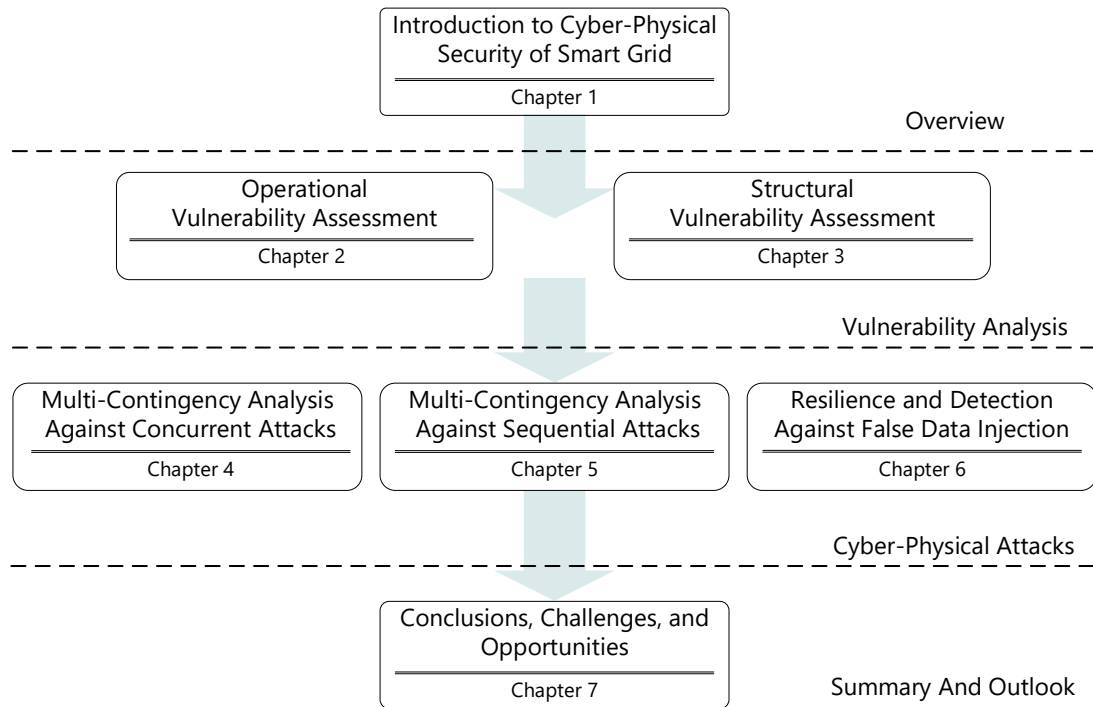 Introduction to Cyber-Physical
Security of Smart Grid
Chapter 1
Overview
Operational
Vulnerability Assessment
Chapter 2
Structural
Vulnerability Assessment
Chapter 3
Vulnerability Analysis
Multi-Contingency Analysis
Against Concurrent Attacks
Chapter 4
Multi-Contingency Analysis
Against Sequential Attacks
Chapter 5
Resilience and Detection
Against False Data Injection
Chapter 6
Cyber-Physical Attacks
Conclusions, Challenges, and
Opportunities
Chapter 7
Summary And Outlook